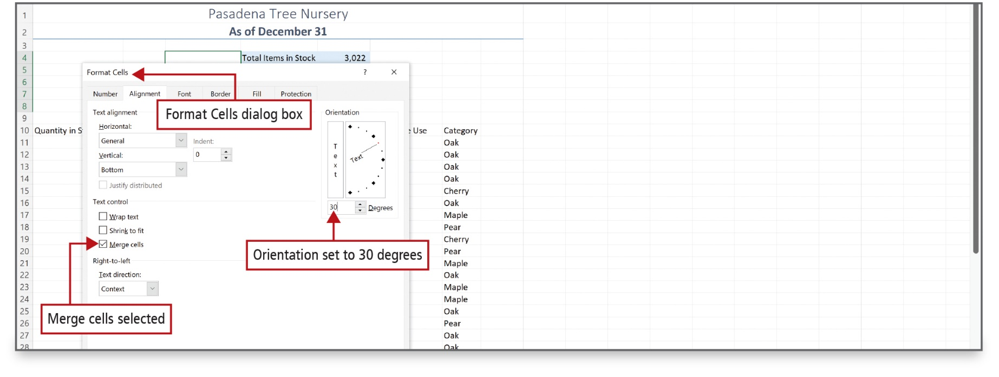 1 Pasadena Tree Nursery
2 As of December 31
3
4 Total Items in Stock 3,022
5
6
7
8
9
Format Cells ? ×
Number Alignment Font Border Fill Protection
Format Cells dialog box
Text alignment
Horizontal:
General
Indent:
0
Vertical:
Bottom
Justify distributed
Orientation
Text
Text
30 Degrees
Text control
Wrap text
Shrink to fit
Merge cells
Orientation set to 30 degrees
Right-to-left
Text direction:
Context
Merge cells selected
10 Quantity in S Use Category
11 Oak
12 Oak
13 Oak
14 Oak
15 Cherry
16 Oak
17 Maple
18 Pear
19 Cherry
20 Pear
21 Maple
22 Oak
23 Maple
24 Maple
25 Oak
26 Pear
27 Oak
28 Oak